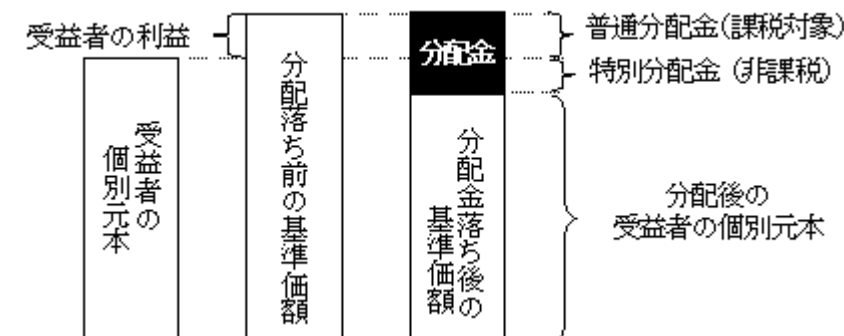 受益者の利益
受益者の
個別元本
分配落ち前の基準価額
分配金
分配金落ち後の
基準価額
普通分配金(課税対象)
特別分配金 (非課税)
分配後の
受益者の個別元本